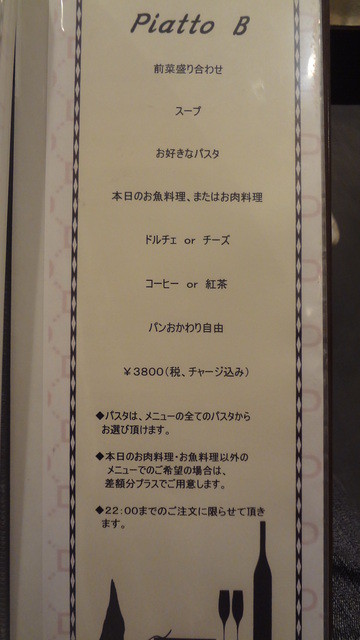 Piatto B
前菜盛り合わせ
スープ
お好きなパスタ
本日のお魚料理、またはお肉料理
ドルチェ or チーズ
コーヒー or 紅茶
パンおかわり自由
￥3800(税、チャージ込み)
◆パスタは、メニューの全てのパスタから
お選び頂けます。
◆本日のお肉料理・お魚料理以外の
メニューでのご希望の場合は、
差額分プラスでご用意します。
◆22:00までのご注文に限らせて頂き
ます。